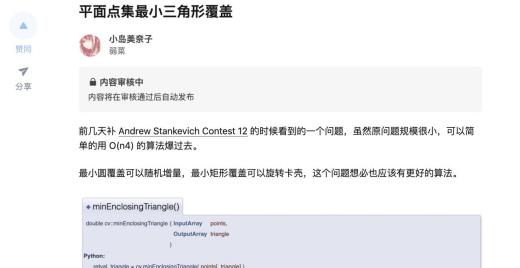 平面点集最小三角形覆盖
小岛美奈子
弱菜
赞同
分享
内容审核中
内容将在审核通过后自动发布
前几天补 Andrew Stankevich Contest 12 的时候看到的一个问题，虽然原问题规模很小，可以简
单的用 O(n4) 的算法爆过去。
最小圆覆盖可以随机增量，最小矩形覆盖可以旋转卡壳，这个问题想必也应该有更好的算法。
minEnclosingTriangle()
double cv::minEnclosingTriangle ( InputArray points,
OutputArray triangle
)
Python:
retval, triangle = cv.minEnclosingTriangle( points[, triangle] )